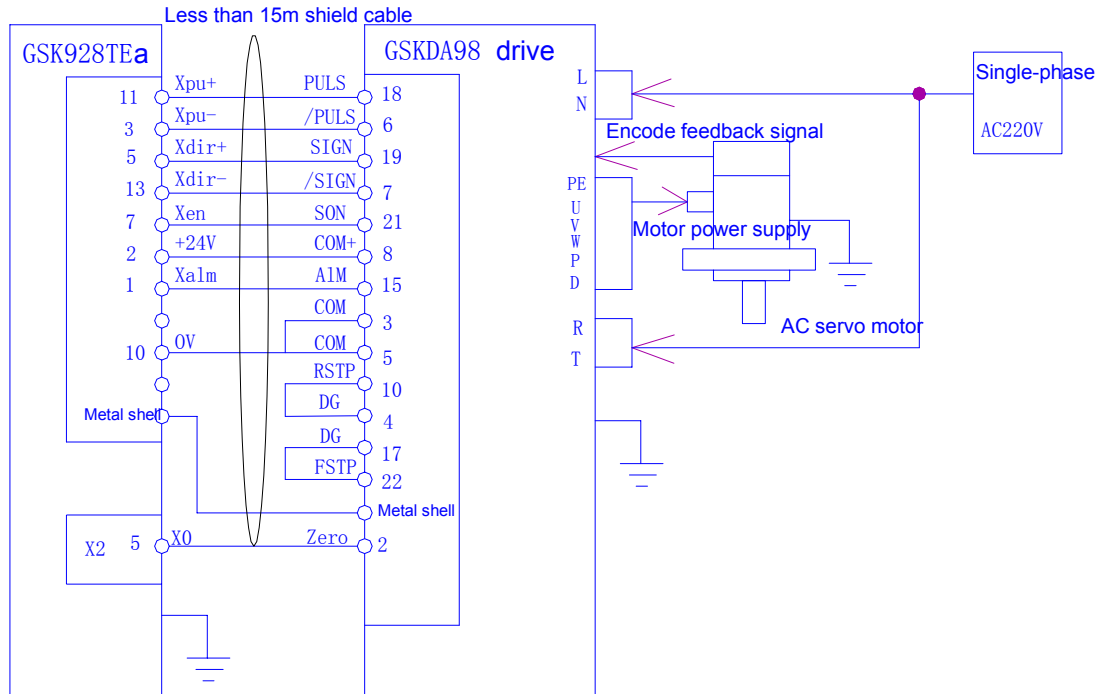 Less than 15m shield cable
GSK928TEa
GSKDA98 drive
11 Xpu+ PULS 18
3 Xpu- /PULS 6
5 Xdir+ SIGN 19
13 Xdir- /SIGN 7
7 Xen SON 21
2 +24V COM+ 8
1 Xalm AlM 15
COM 3
10 0V COM 5
RSTP 10
DG 4
DG 17
FSTP 22
Metal shell
Metal shell
X2 5 X0 Zero 2
L
N
Single-phase
AC220V
Encode feedback signal
PE
U
V
W
P
D
Motor power supply
AC servo motor
R
T